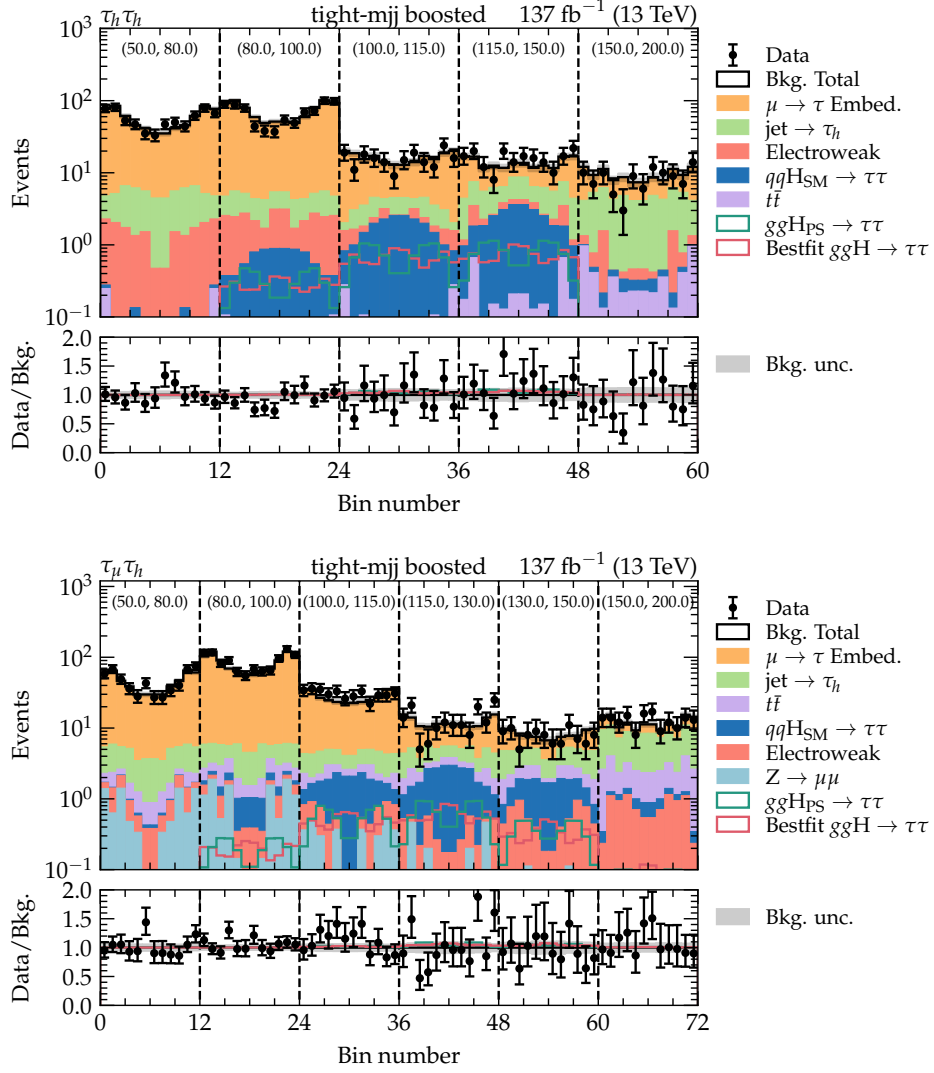 τₕτₕ tight-mjj boosted 137 fb⁻¹ (13 TeV)
10³
(50.0, 80.0) (80.0, 100.0) (100.0, 115.0) (115.0, 150.0) (150.0, 200.0)
10²
10¹
10⁰
10⁻¹
Events
Data
Bkg. Total
μ → τ Embed.
jet → τₕ
Electroweak
qqH_SM → ττ
tt̄
ggH_PS → ττ
Bestfit ggH → ττ
2.0
1.5
1.0
0.5
0.0
Data/Bkg.
Bkg. unc.
0 12 24 36 48 60
Bin number
τ_μτₕ tight-mjj boosted 137 fb⁻¹ (13 TeV)
10³
(50.0, 80.0) (80.0, 100.0) (100.0, 115.0) (115.0, 130.0) (130.0, 150.0) (150.0, 200.0)
10²
10¹
10⁰
10⁻¹
Events
Data
Bkg. Total
μ → τ Embed.
jet → τₕ
tt̄
qqH_SM → ττ
Electroweak
Z → μμ
ggH_PS → ττ
Bestfit ggH → ττ
2.0
1.5
1.0
0.5
0.0
Data/Bkg.
Bkg. unc.
0 12 24 36 48 60 72
Bin number